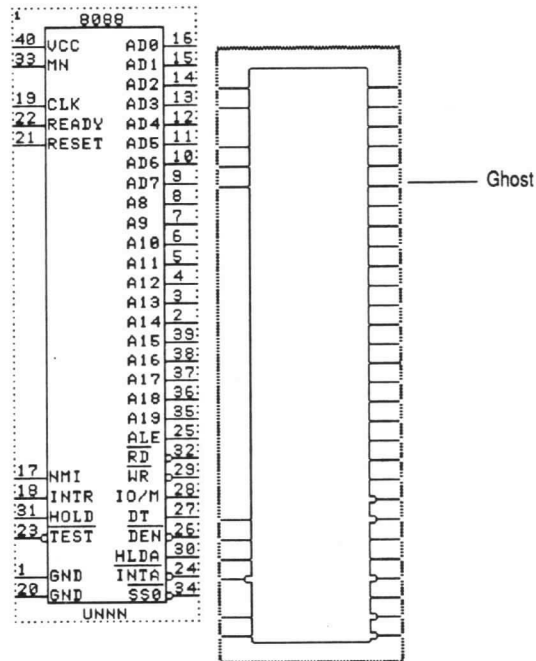 1
8088
40 VCC AD0 16
33 MN AD1 15
AD2 14
19 CLK AD3 13
22 READY AD4 12
21 RESET AD5 11
AD6 10
AD7 9
A8 8
A9 7
A10 6
A11 5
A12 4
A13 3
A14 2
A15 39
A16 38
A17 37
A18 36
A19 35
ALE 25
RD 32
17 NMI WR 29
18 INTR IO/M 28
31 HOLD DT 27
23 TEST DEN 26
HLDA 30
1 GND INTA 24
20 GND SS0 34
UNNN
Ghost